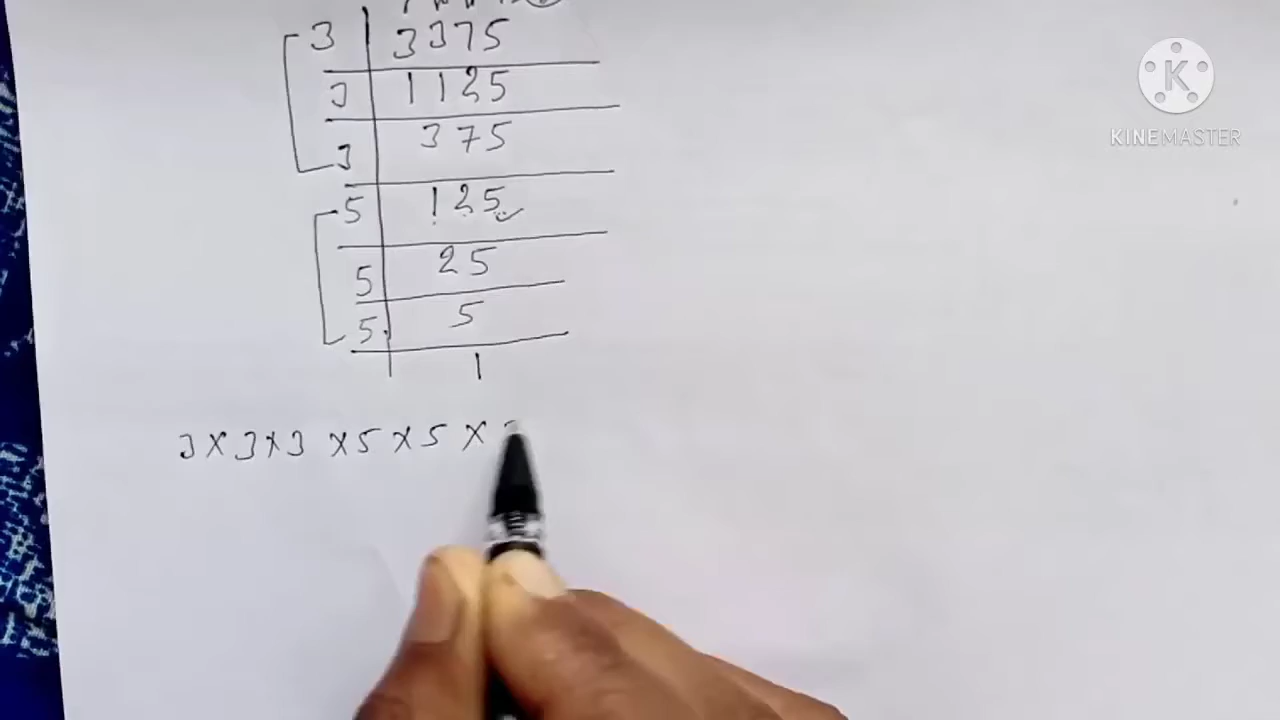 3 | 3375
3 | 1125
3 | 375
5 | 125
5 | 25
5 | 5
1
3 × 3 × 3 × 5 × 5 ×
K
KINEMASTER